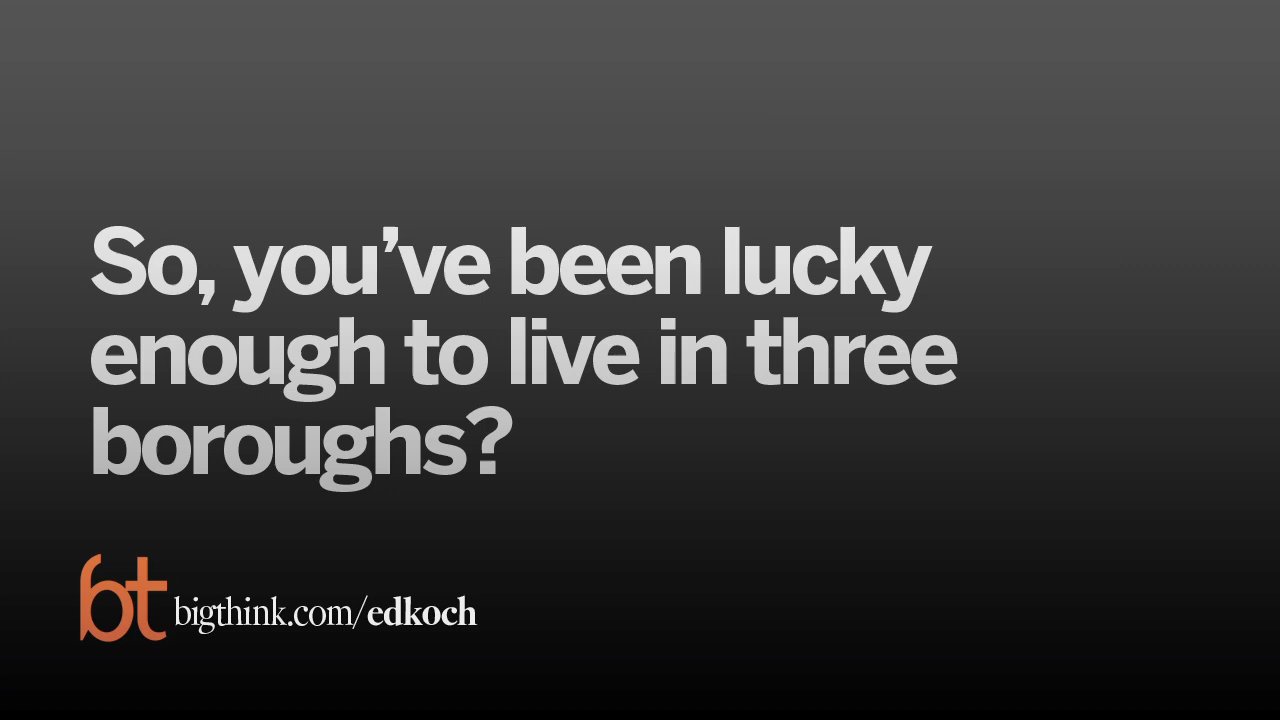 So, you’ve been lucky
enough to live in three
boroughs?
bt bigthink.com/edkoch